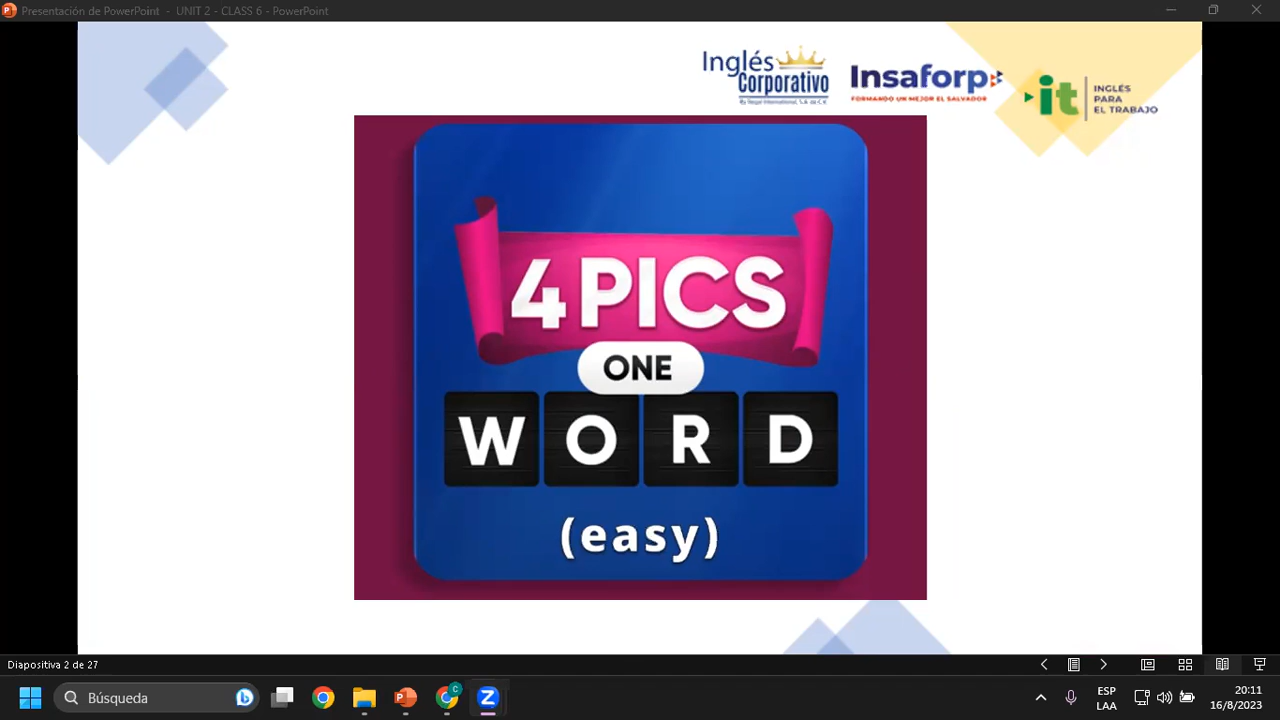 Presentación de PowerPoint - UNIT 2 - CLASS 6 - PowerPoint
Inglés
Corporativo
Insaforp
FORMANDO UN MEJOR EL SALVADOR
it
INGLÉS
PARA
EL TRABAJO
4 PICS
ONE
WORD
(easy)
Diapositiva 2 de 27
Búsqueda
ESP
LAA
20:11
16/8/2023